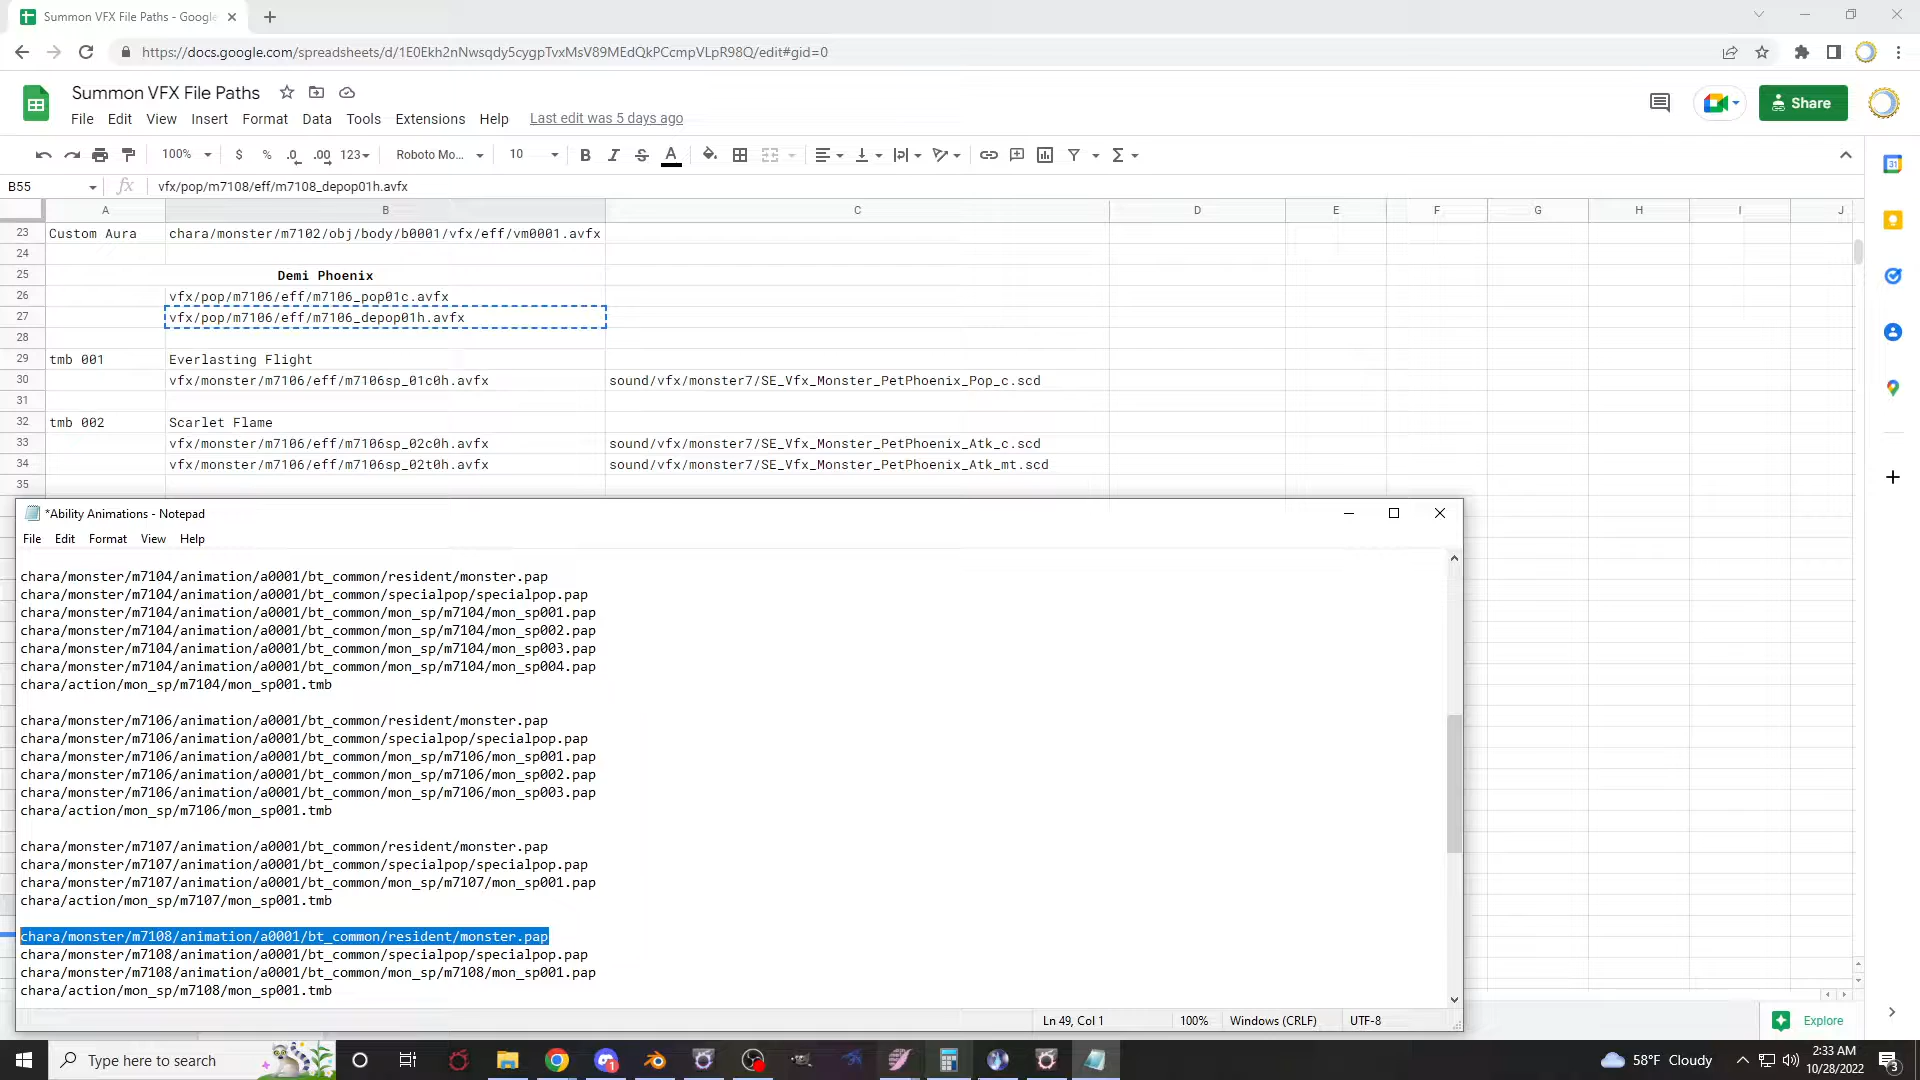 Summon VFX File Paths - Google
https://docs.google.com/spreadsheets/d/1E0Ekh2nNwsqdy5cygpTvxMsV89MEdQkPCcmpVLpR98Q/edit#gid=0
Summon VFX File Paths
Share
File Edit View Insert Format Data Tools Extensions Help Last edit was 5 days ago
100% $ % .0 .00 123 Roboto Mo... 10 B I S A
B55 fx vfx/pop/m7108/eff/m7108_depop01h.avfx
A B C D E F G H I J
23 Custom Aura chara/monster/m7102/obj/body/b0001/vfx/eff/vm0001.avfx
24
25 Demi Phoenix
26 vfx/pop/m7106/eff/m7106_pop01c.avfx
27 vfx/pop/m7106/eff/m7106_depop01h.avfx
28
29 tmb 001 Everlasting Flight
30 vfx/monster/m7106/eff/m7106sp_01c0h.avfx sound/vfx/monster7/SE_Vfx_Monster_PetPhoenix_Pop_c.scd
31
32 tmb 002 Scarlet Flame
33 vfx/monster/m7106/eff/m7106sp_02c0h.avfx sound/vfx/monster7/SE_Vfx_Monster_PetPhoenix_Atk_c.scd
34 vfx/monster/m7106/eff/m7106sp_02t0h.avfx sound/vfx/monster7/SE_Vfx_Monster_PetPhoenix_Atk_mt.scd
35
*Ability Animations - Notepad
File Edit Format View Help
chara/monster/m7104/animation/a0001/bt_common/resident/monster.pap
chara/monster/m7104/animation/a0001/bt_common/specialpop/specialpop.pap
chara/monster/m7104/animation/a0001/bt_common/mon_sp/m7104/mon_sp001.pap
chara/monster/m7104/animation/a0001/bt_common/mon_sp/m7104/mon_sp002.pap
chara/monster/m7104/animation/a0001/bt_common/mon_sp/m7104/mon_sp003.pap
chara/monster/m7104/animation/a0001/bt_common/mon_sp/m7104/mon_sp004.pap
chara/action/mon_sp/m7104/mon_sp001.tmb
chara/monster/m7106/animation/a0001/bt_common/resident/monster.pap
chara/monster/m7106/animation/a0001/bt_common/specialpop/specialpop.pap
chara/monster/m7106/animation/a0001/bt_common/mon_sp/m7106/mon_sp001.pap
chara/monster/m7106/animation/a0001/bt_common/mon_sp/m7106/mon_sp002.pap
chara/monster/m7106/animation/a0001/bt_common/mon_sp/m7106/mon_sp003.pap
chara/action/mon_sp/m7106/mon_sp001.tmb
chara/monster/m7107/animation/a0001/bt_common/resident/monster.pap
chara/monster/m7107/animation/a0001/bt_common/specialpop/specialpop.pap
chara/monster/m7107/animation/a0001/bt_common/mon_sp/m7107/mon_sp001.pap
chara/action/mon_sp/m7107/mon_sp001.tmb
chara/monster/m7108/animation/a0001/bt_common/resident/monster.pap
chara/monster/m7108/animation/a0001/bt_common/specialpop/specialpop.pap
chara/monster/m7108/animation/a0001/bt_common/mon_sp/m7108/mon_sp001.pap
chara/action/mon_sp/m7108/mon_sp001.tmb
Ln 49, Col 1 100% Windows (CRLF) UTF-8
Explore
Type here to search
58°F Cloudy
2:33 AM
10/28/2022
3